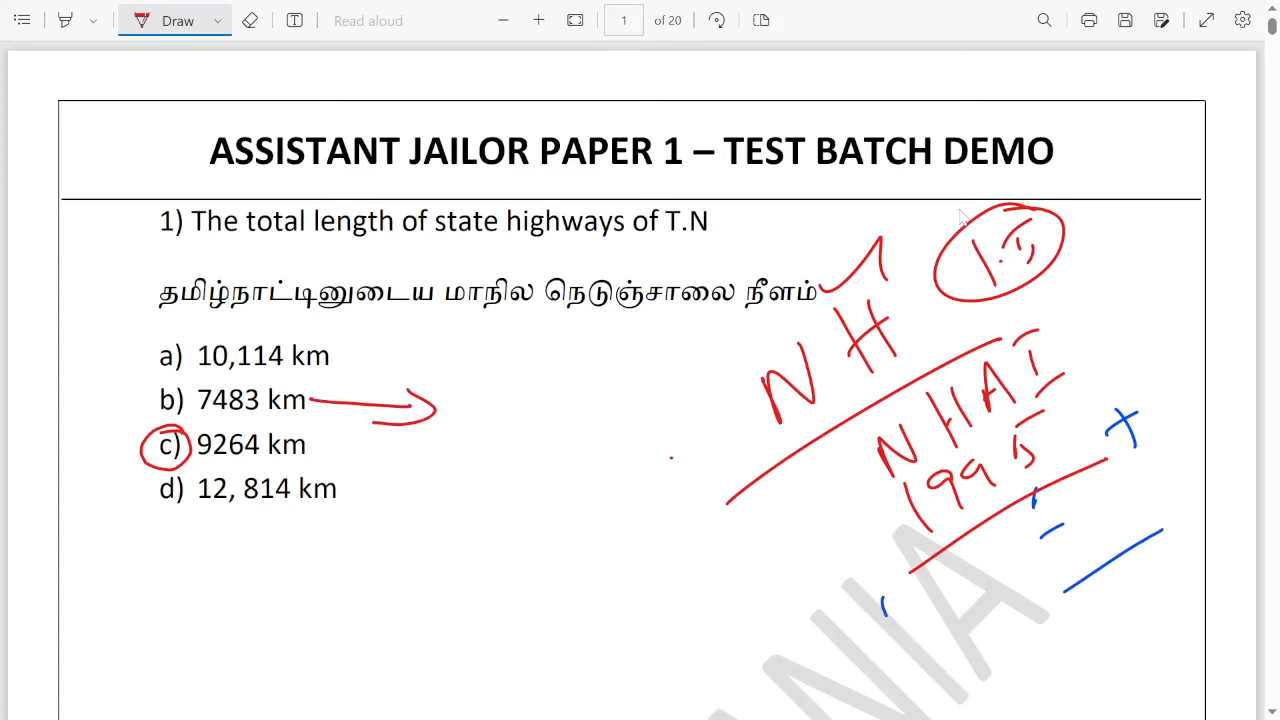 Draw
Read aloud
1 of 20
ASSISTANT JAILOR PAPER 1 – TEST BATCH DEMO
1) The total length of state highways of T.N
தமிழ்நாட்டினுடைய மாநில நெடுஞ்சாலை நீளம்
a) 10,114 km
b) 7483 km
c) 9264 km
d) 12, 814 km
NH
NHAI
1995